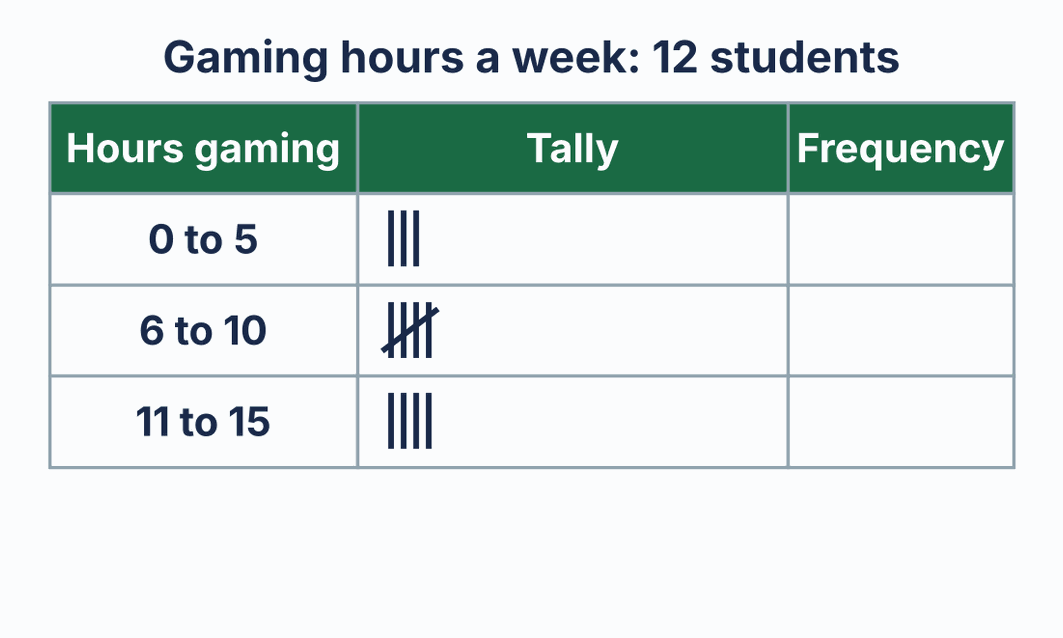 Gaming hours a week: 12 students
Hours gaming Tally Frequency
0 to 5
6 to 10
11 to 15